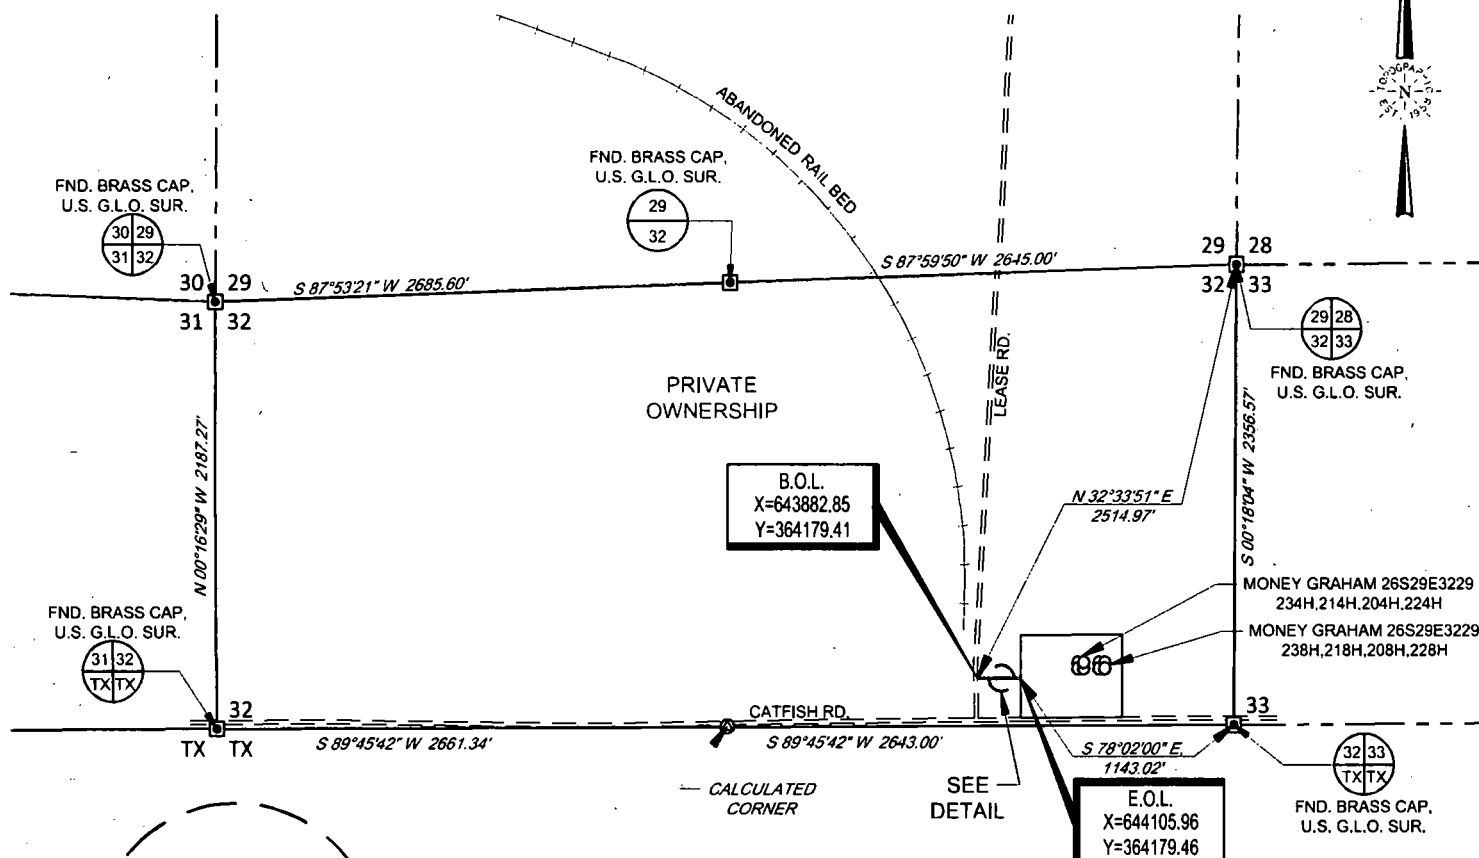 TOPOGRAPHIC
N
EST. 1959
ABANDONED RAIL BED
FND. BRASS CAP,
U.S. G.L.O. SUR.
29
32
FND. BRASS CAP,
U.S. G.L.O. SUR.
30 29
31 32
30 29
31 32
S 87°53'21" W 2685.60'
S 87°59'50" W 2645.00'
29 28
32 33
29 28
32 33
FND. BRASS CAP,
U.S. G.L.O. SUR.
LEASE RD.
PRIVATE
OWNERSHIP
N 00°16'29" W 2187.27'
S 00°18'04" W 2356.57'
B.O.L.
X=643882.85
Y=364179.41
N 32°33'51" E
2514.97'
MONEY GRAHAM 26S29E3229
234H,214H,204H,224H
MONEY GRAHAM 26S29E3229
238H,218H,208H,228H
FND. BRASS CAP,
U.S. G.L.O. SUR.
31 32
TX TX
32
TX TX
CATFISH RD.
33
S 89°45'42" W 2661.34'
S 89°45'42" W 2643.00'
S 78°02'00" E,
1143.02'
32 33
TX TX
FND. BRASS CAP,
U.S. G.L.O. SUR.
CALCULATED
CORNER
SEE
DETAIL
E.O.L.
X=644105.96
Y=364179.46